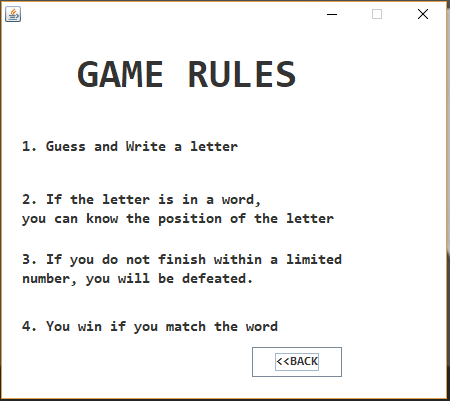 GAME RULES
1. Guess and Write a letter
2. If the letter is in a word,
you can know the position of the letter
3. If you do not finish within a limited
number, you will be defeated.
4. You win if you match the word
<<BACK